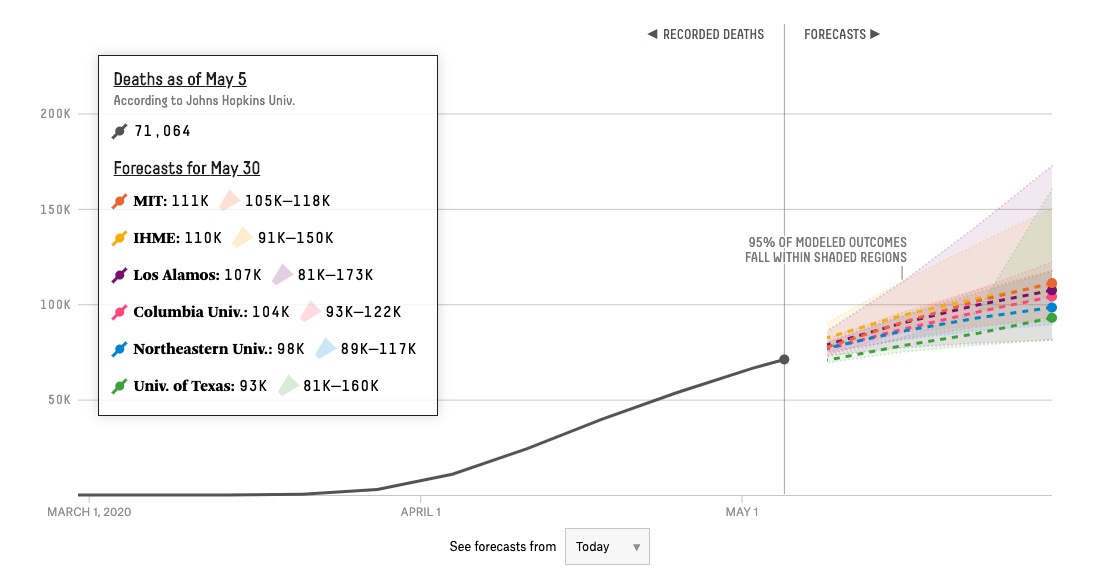 ◀ RECORDED DEATHS
FORECASTS ▶
Deaths as of May 5
According to Johns Hopkins Univ.
71,064
Forecasts for May 30
MIT: 111K 105K—118K
IHME: 110K 91K—150K
Los Alamos: 107K 81K—173K
Columbia Univ.: 104K 93K—122K
Northeastern Univ.: 98K 89K—117K
Univ. of Texas: 93K 81K—160K
200K
150K
100K
50K
95% OF MODELED OUTCOMES
FALL WITHIN SHADED REGIONS
MARCH 1, 2020
APRIL 1
MAY 1
See forecasts from Today ▼